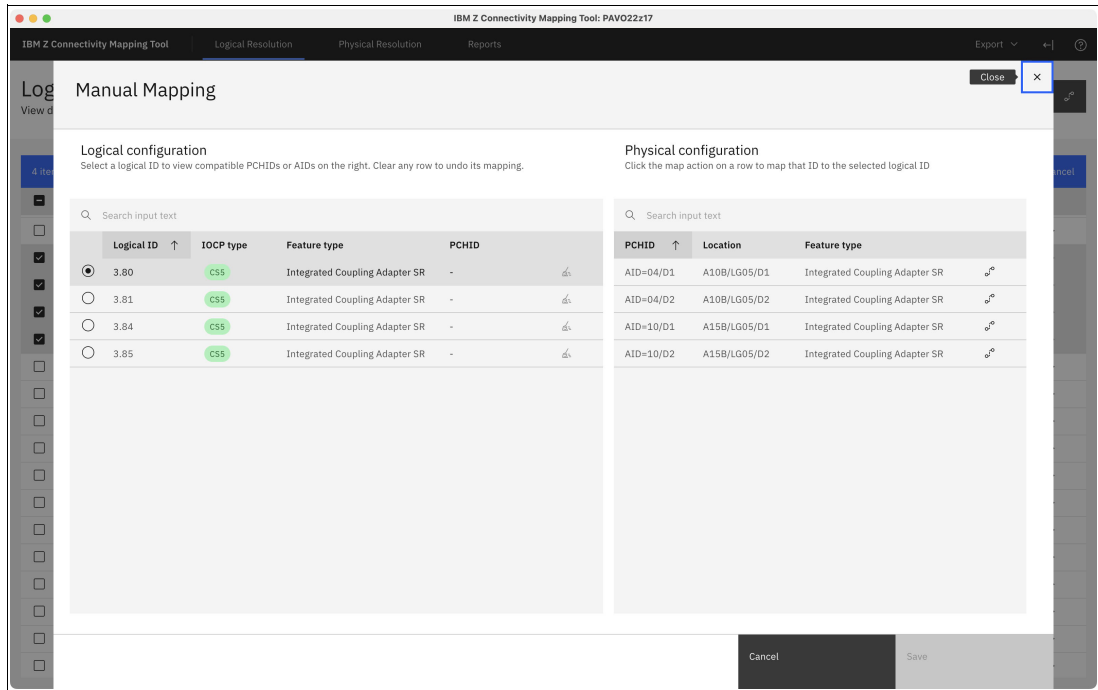 IBM Z Connectivity Mapping Tool: PAVO22z17
IBM Z Connectivity Mapping Tool Logical Resolution Physical Resolution Reports Export
Log
View d
Manual Mapping
Close
Logical configuration
Select a logical ID to view compatible PCHIDs or AIDs on the right. Clear any row to undo its mapping.
Physical configuration
Click the map action on a row to map that ID to the selected logical ID
4 ite
ancel
Search input text
Search input text
Logical ID ↑ IOCP type Feature type PCHID
PCHID ↑ Location Feature type
3.80 CS5 Integrated Coupling Adapter SR -
AID=04/D1 A10B/LG05/D1 Integrated Coupling Adapter SR
3.81 CS5 Integrated Coupling Adapter SR -
AID=04/D2 A10B/LG05/D2 Integrated Coupling Adapter SR
3.84 CS5 Integrated Coupling Adapter SR -
AID=10/D1 A15B/LG05/D1 Integrated Coupling Adapter SR
3.85 CS5 Integrated Coupling Adapter SR -
AID=10/D2 A15B/LG05/D2 Integrated Coupling Adapter SR
Cancel
Save